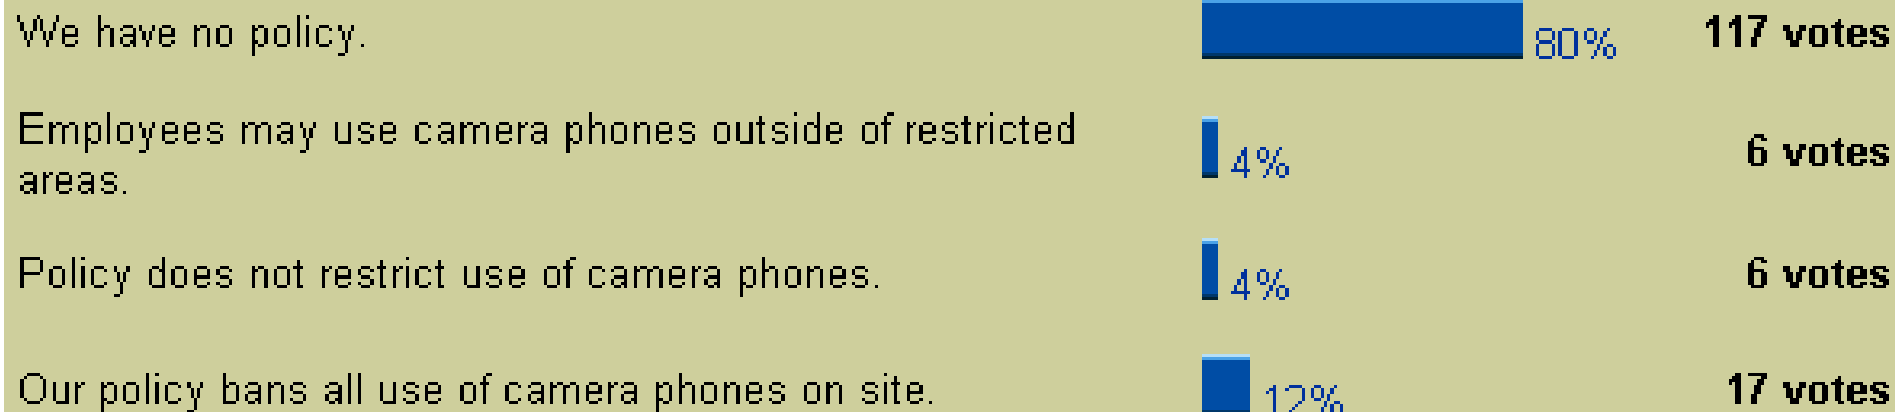 We have no policy. 80% 117 votes
Employees may use camera phones outside of restricted
areas. 4% 6 votes
Policy does not restrict use of camera phones. 4% 6 votes
Our policy bans all use of camera phones on site. 12% 17 votes